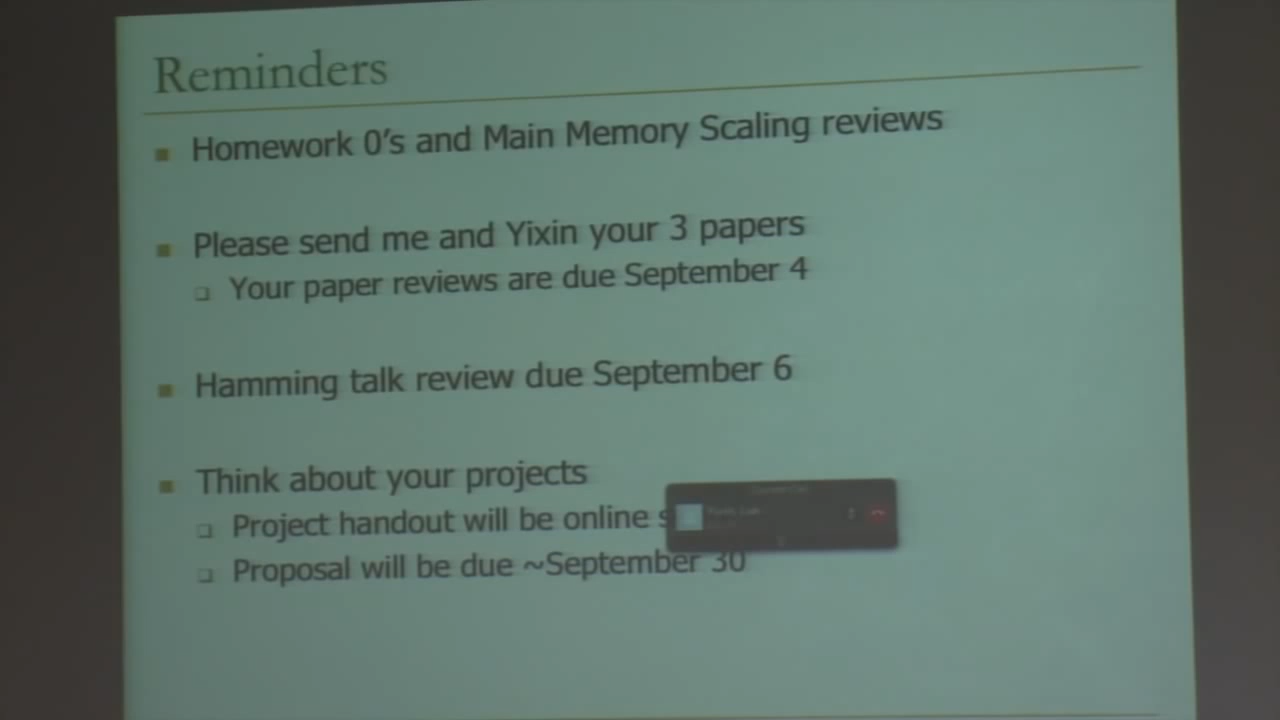 Reminders
Homework 0's and Main Memory Scaling reviews
Please send me and Yixin your 3 papers
Your paper reviews are due September 4
Hamming talk review due September 6
Think about your projects
Project handout will be online
Proposal will be due ~September 30